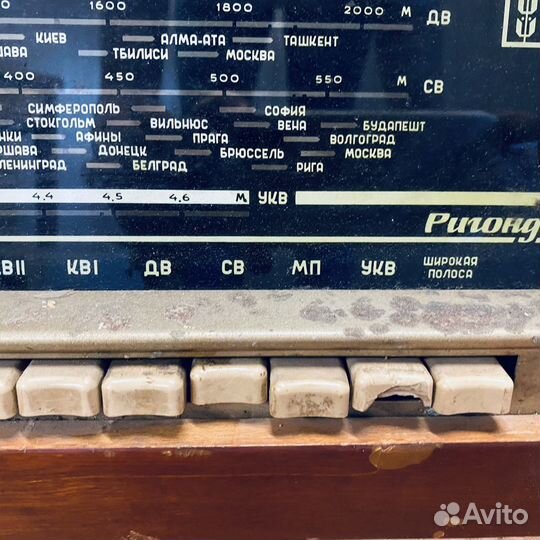 1600 1800 2000 М ДВ
КИЕВ АЛМА-АТА ТАШКЕНТ
ТБИЛИСИ МОСКВА
400 450 500 550 М СВ
СИМФЕРОПОЛЬ СОФИЯ
СТОКГОЛЬМ ВИЛЬНЮС ВЕНА БУДАПЕШТ
АФИНЫ ПРАГА ВОЛГОГРАД
ДОНЕЦК БРЮССЕЛЬ МОСКВА
ЛЕНИНГРАД БЕЛГРАД РИГА
4.4 4.5 4.6 М УКВ
Ригонд
КВII КВI ДВ СВ МП УКВ ШИРОКАЯ
ПОЛОСА
Avito